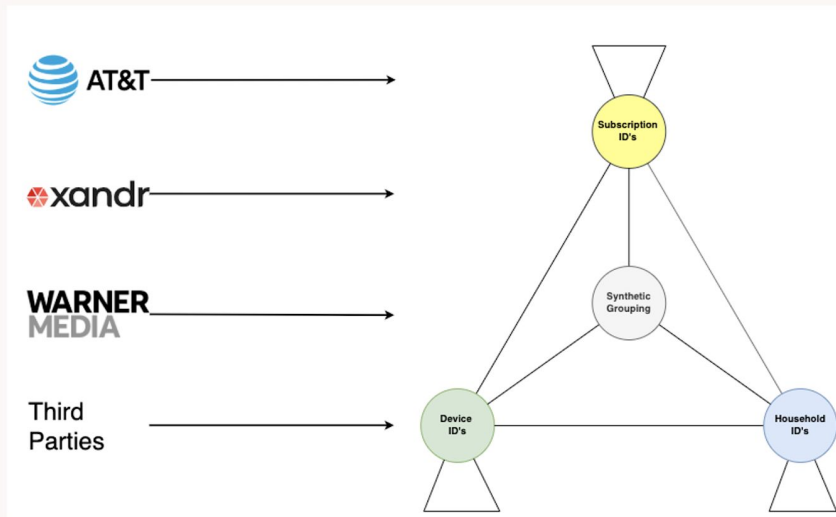 AT&T
xandr
WARNER
MEDIA
Third
Parties
Subscription
ID's
Synthetic
Grouping
Device
ID's
Household
ID's